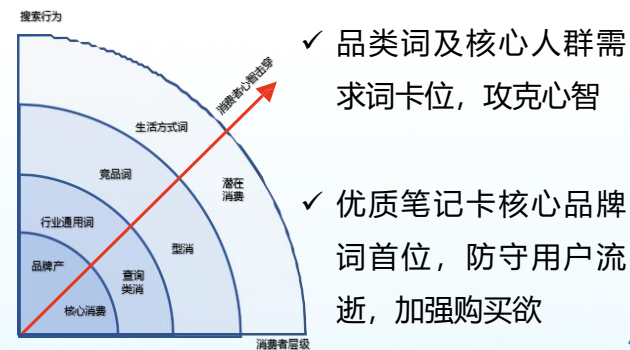 搜索行为
消费者心智击穿
生活方式词
竞品词
潜在
消费
行业通用词
型消
品牌产
查询
类消
核心消费
消费者层级
✓ 品类词及核心人群需
求词卡位，攻克心智
✓ 优质笔记卡核心品牌
词首位，防守用户流
逝，加强购买欲